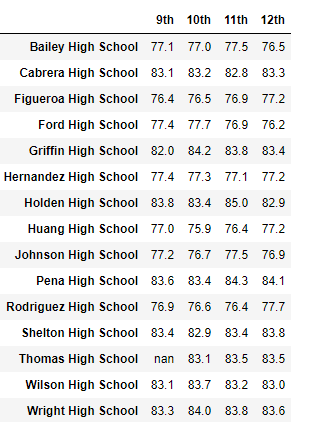 9th 10th 11th 12th
Bailey High School 77.1 77.0 77.5 76.5
Cabrera High School 83.1 83.2 82.8 83.3
Figueroa High School 76.4 76.5 76.9 77.2
Ford High School 77.4 77.7 76.9 76.2
Griffin High School 82.0 84.2 83.8 83.4
Hernandez High School 77.4 77.3 77.1 77.2
Holden High School 83.8 83.4 85.0 82.9
Huang High School 77.0 75.9 76.4 77.2
Johnson High School 77.2 76.7 77.5 76.9
Pena High School 83.6 83.4 84.3 84.1
Rodriguez High School 76.9 76.6 76.4 77.7
Shelton High School 83.4 82.9 83.4 83.8
Thomas High School nan 83.1 83.5 83.5
Wilson High School 83.1 83.7 83.2 83.0
Wright High School 83.3 84.0 83.8 83.6